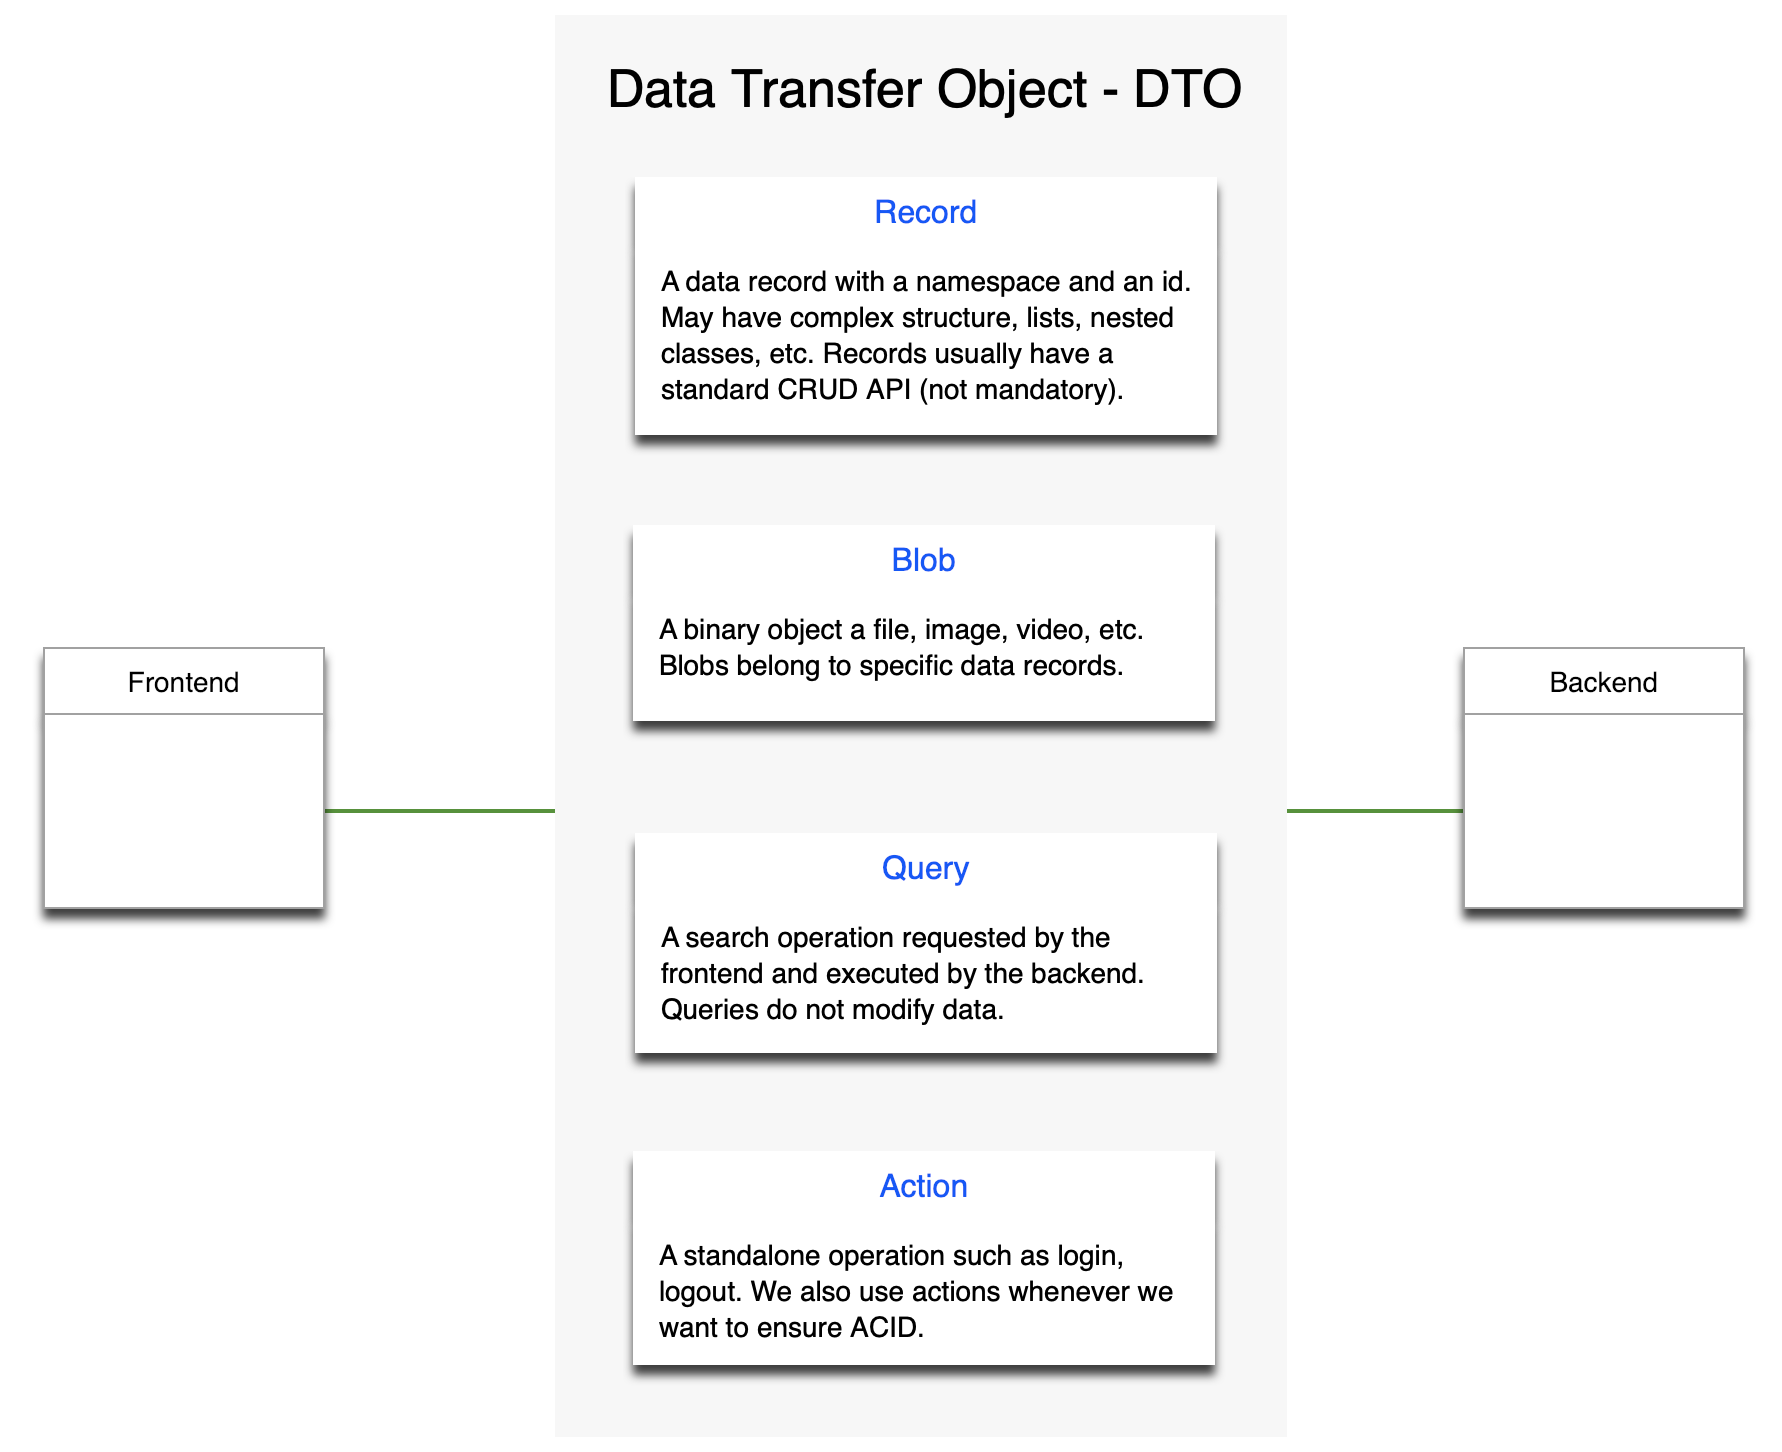 Data Transfer Object - DTO
Record
A data record with a namespace and an id.
May have complex structure, lists, nested
classes, etc. Records usually have a
standard CRUD API (not mandatory).
Blob
A binary object a file, image, video, etc.
Blobs belong to specific data records.
Frontend
Backend
Query
A search operation requested by the
frontend and executed by the backend.
Queries do not modify data.
Action
A standalone operation such as login,
logout. We also use actions whenever we
want to ensure ACID.